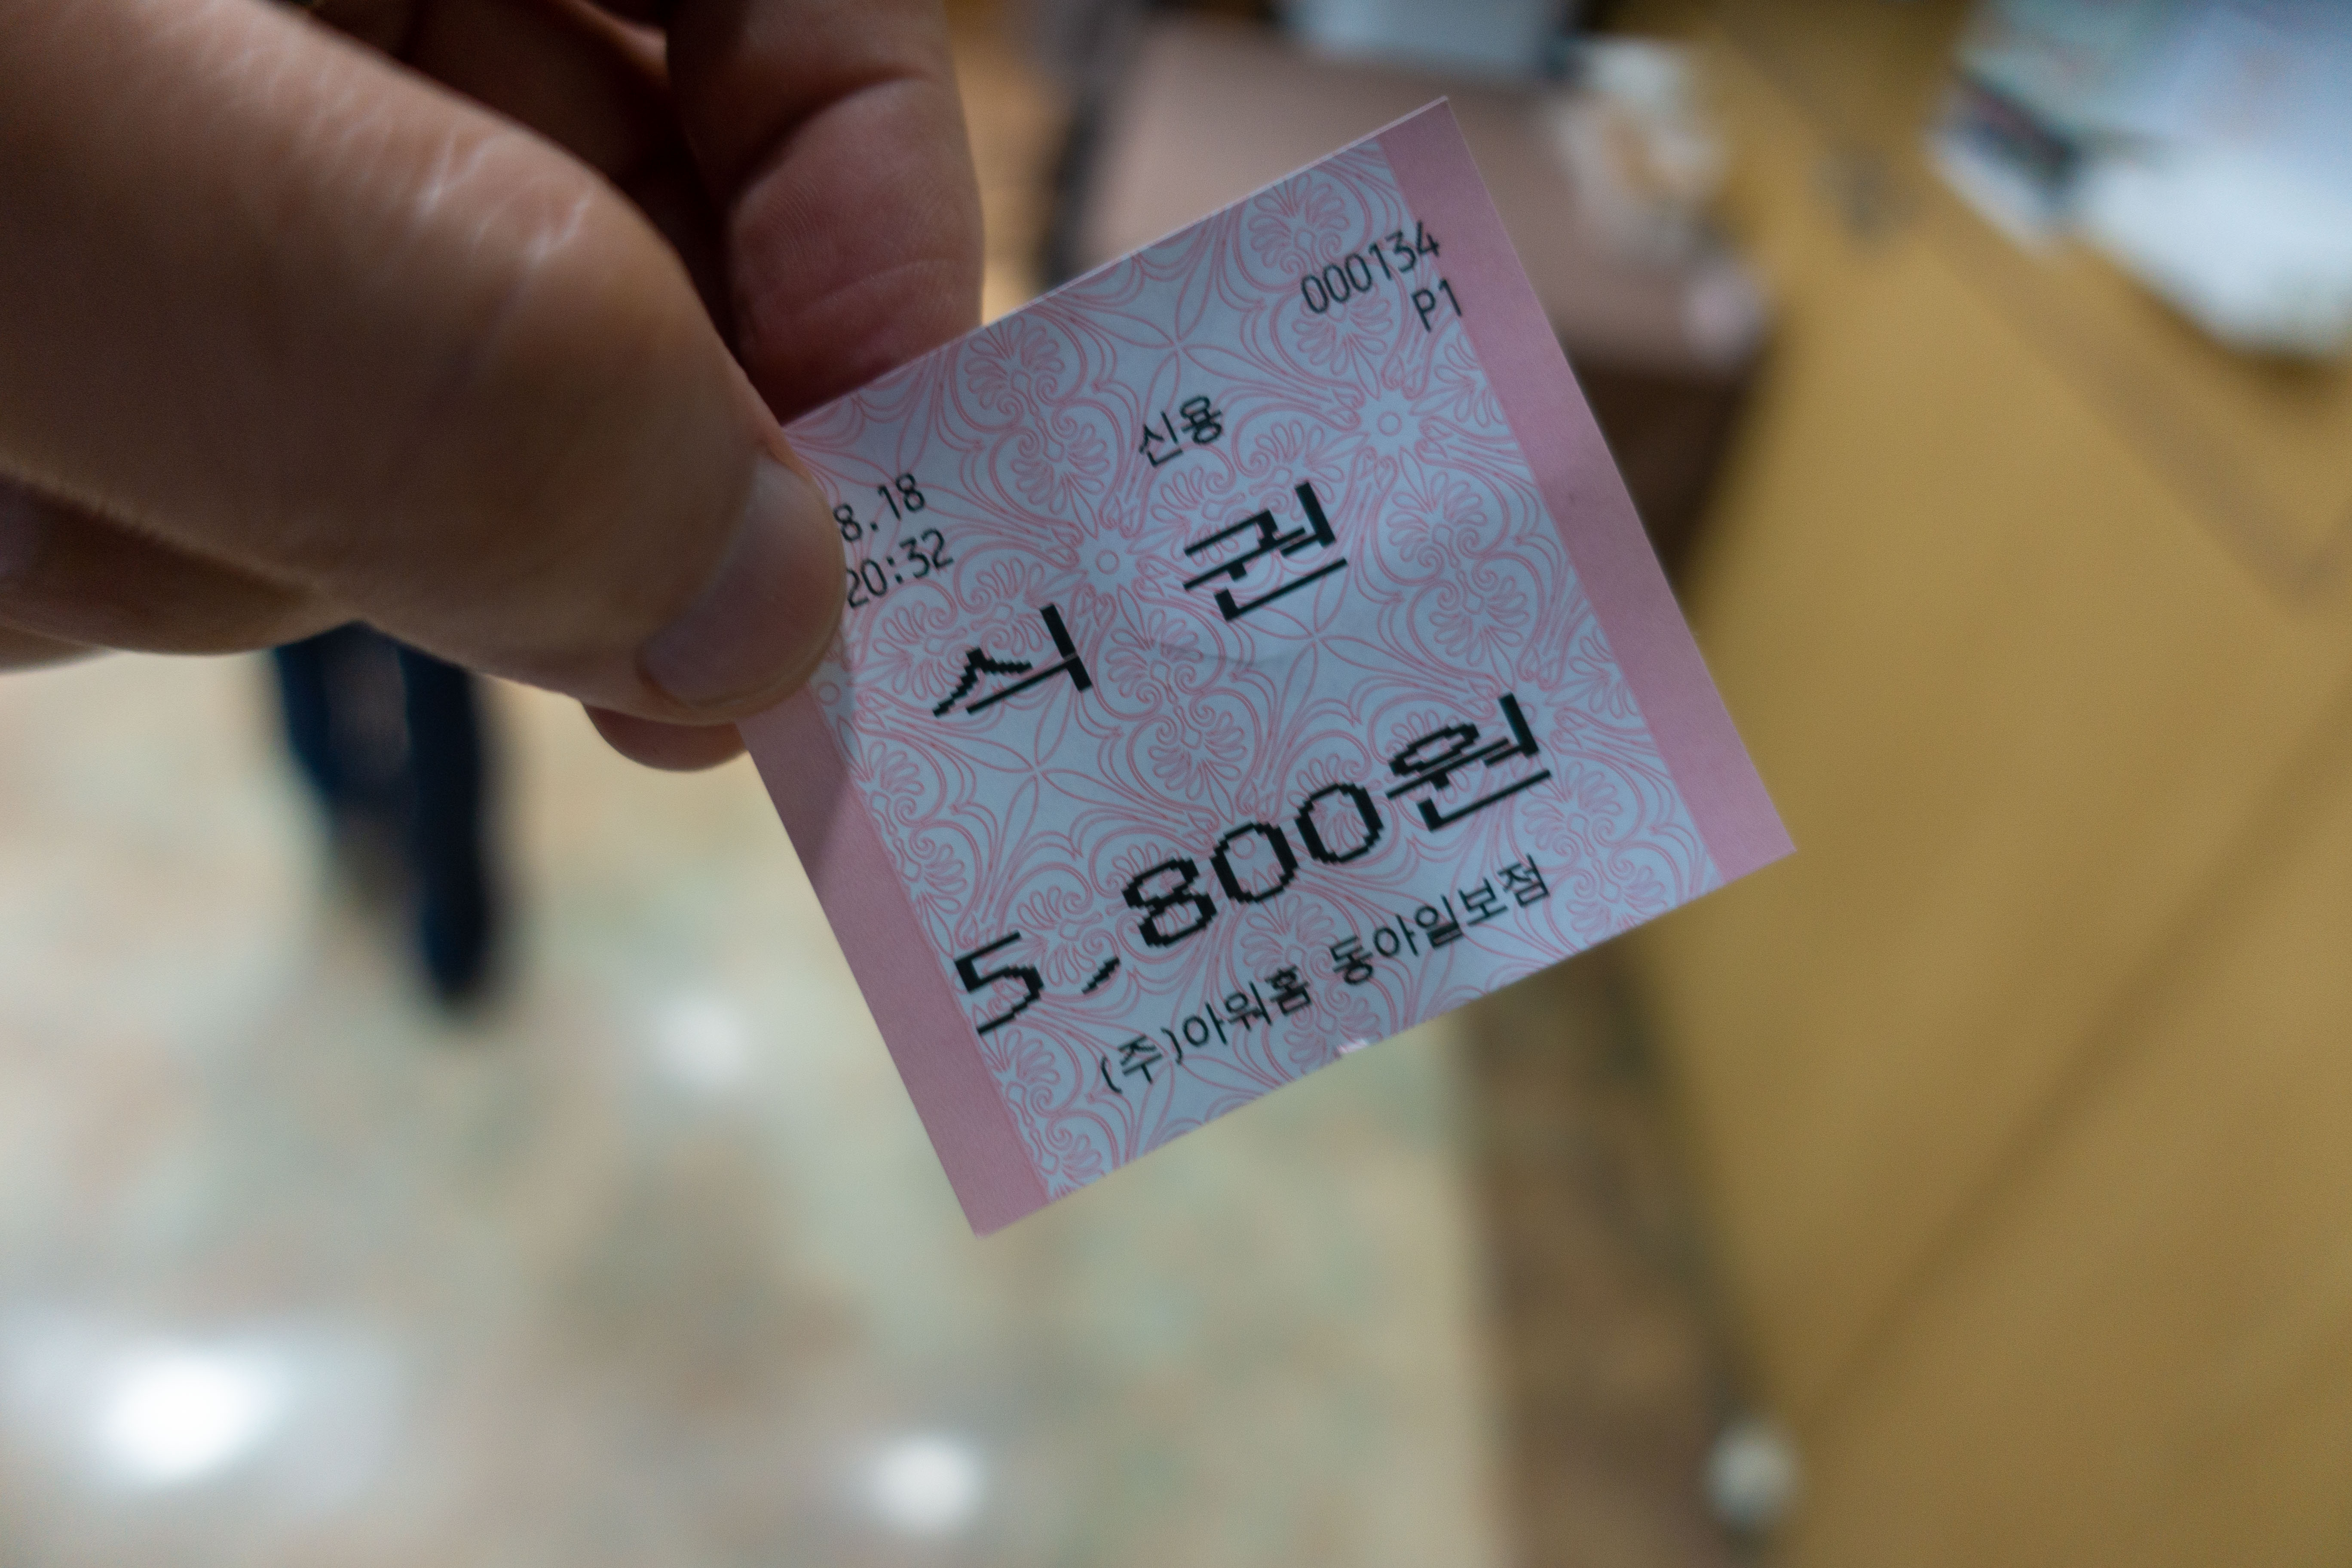 000134
P1
신용
8.18
20:32
식 권
5,800원
(주)아워홈 동아일보점